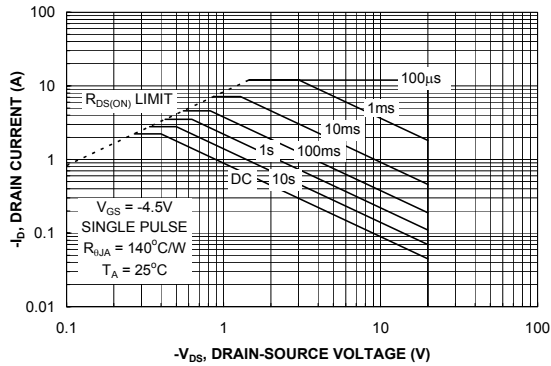 100
10
1
0.1
0.01
-I_D, DRAIN CURRENT (A)
R_DS(ON) LIMIT
100µs
1ms
10ms
100ms
1s
10s
DC
V_GS = -4.5V
SINGLE PULSE
R_θJA = 140°C/W
T_A = 25°C
0.1 1 10 100
-V_DS, DRAIN-SOURCE VOLTAGE (V)